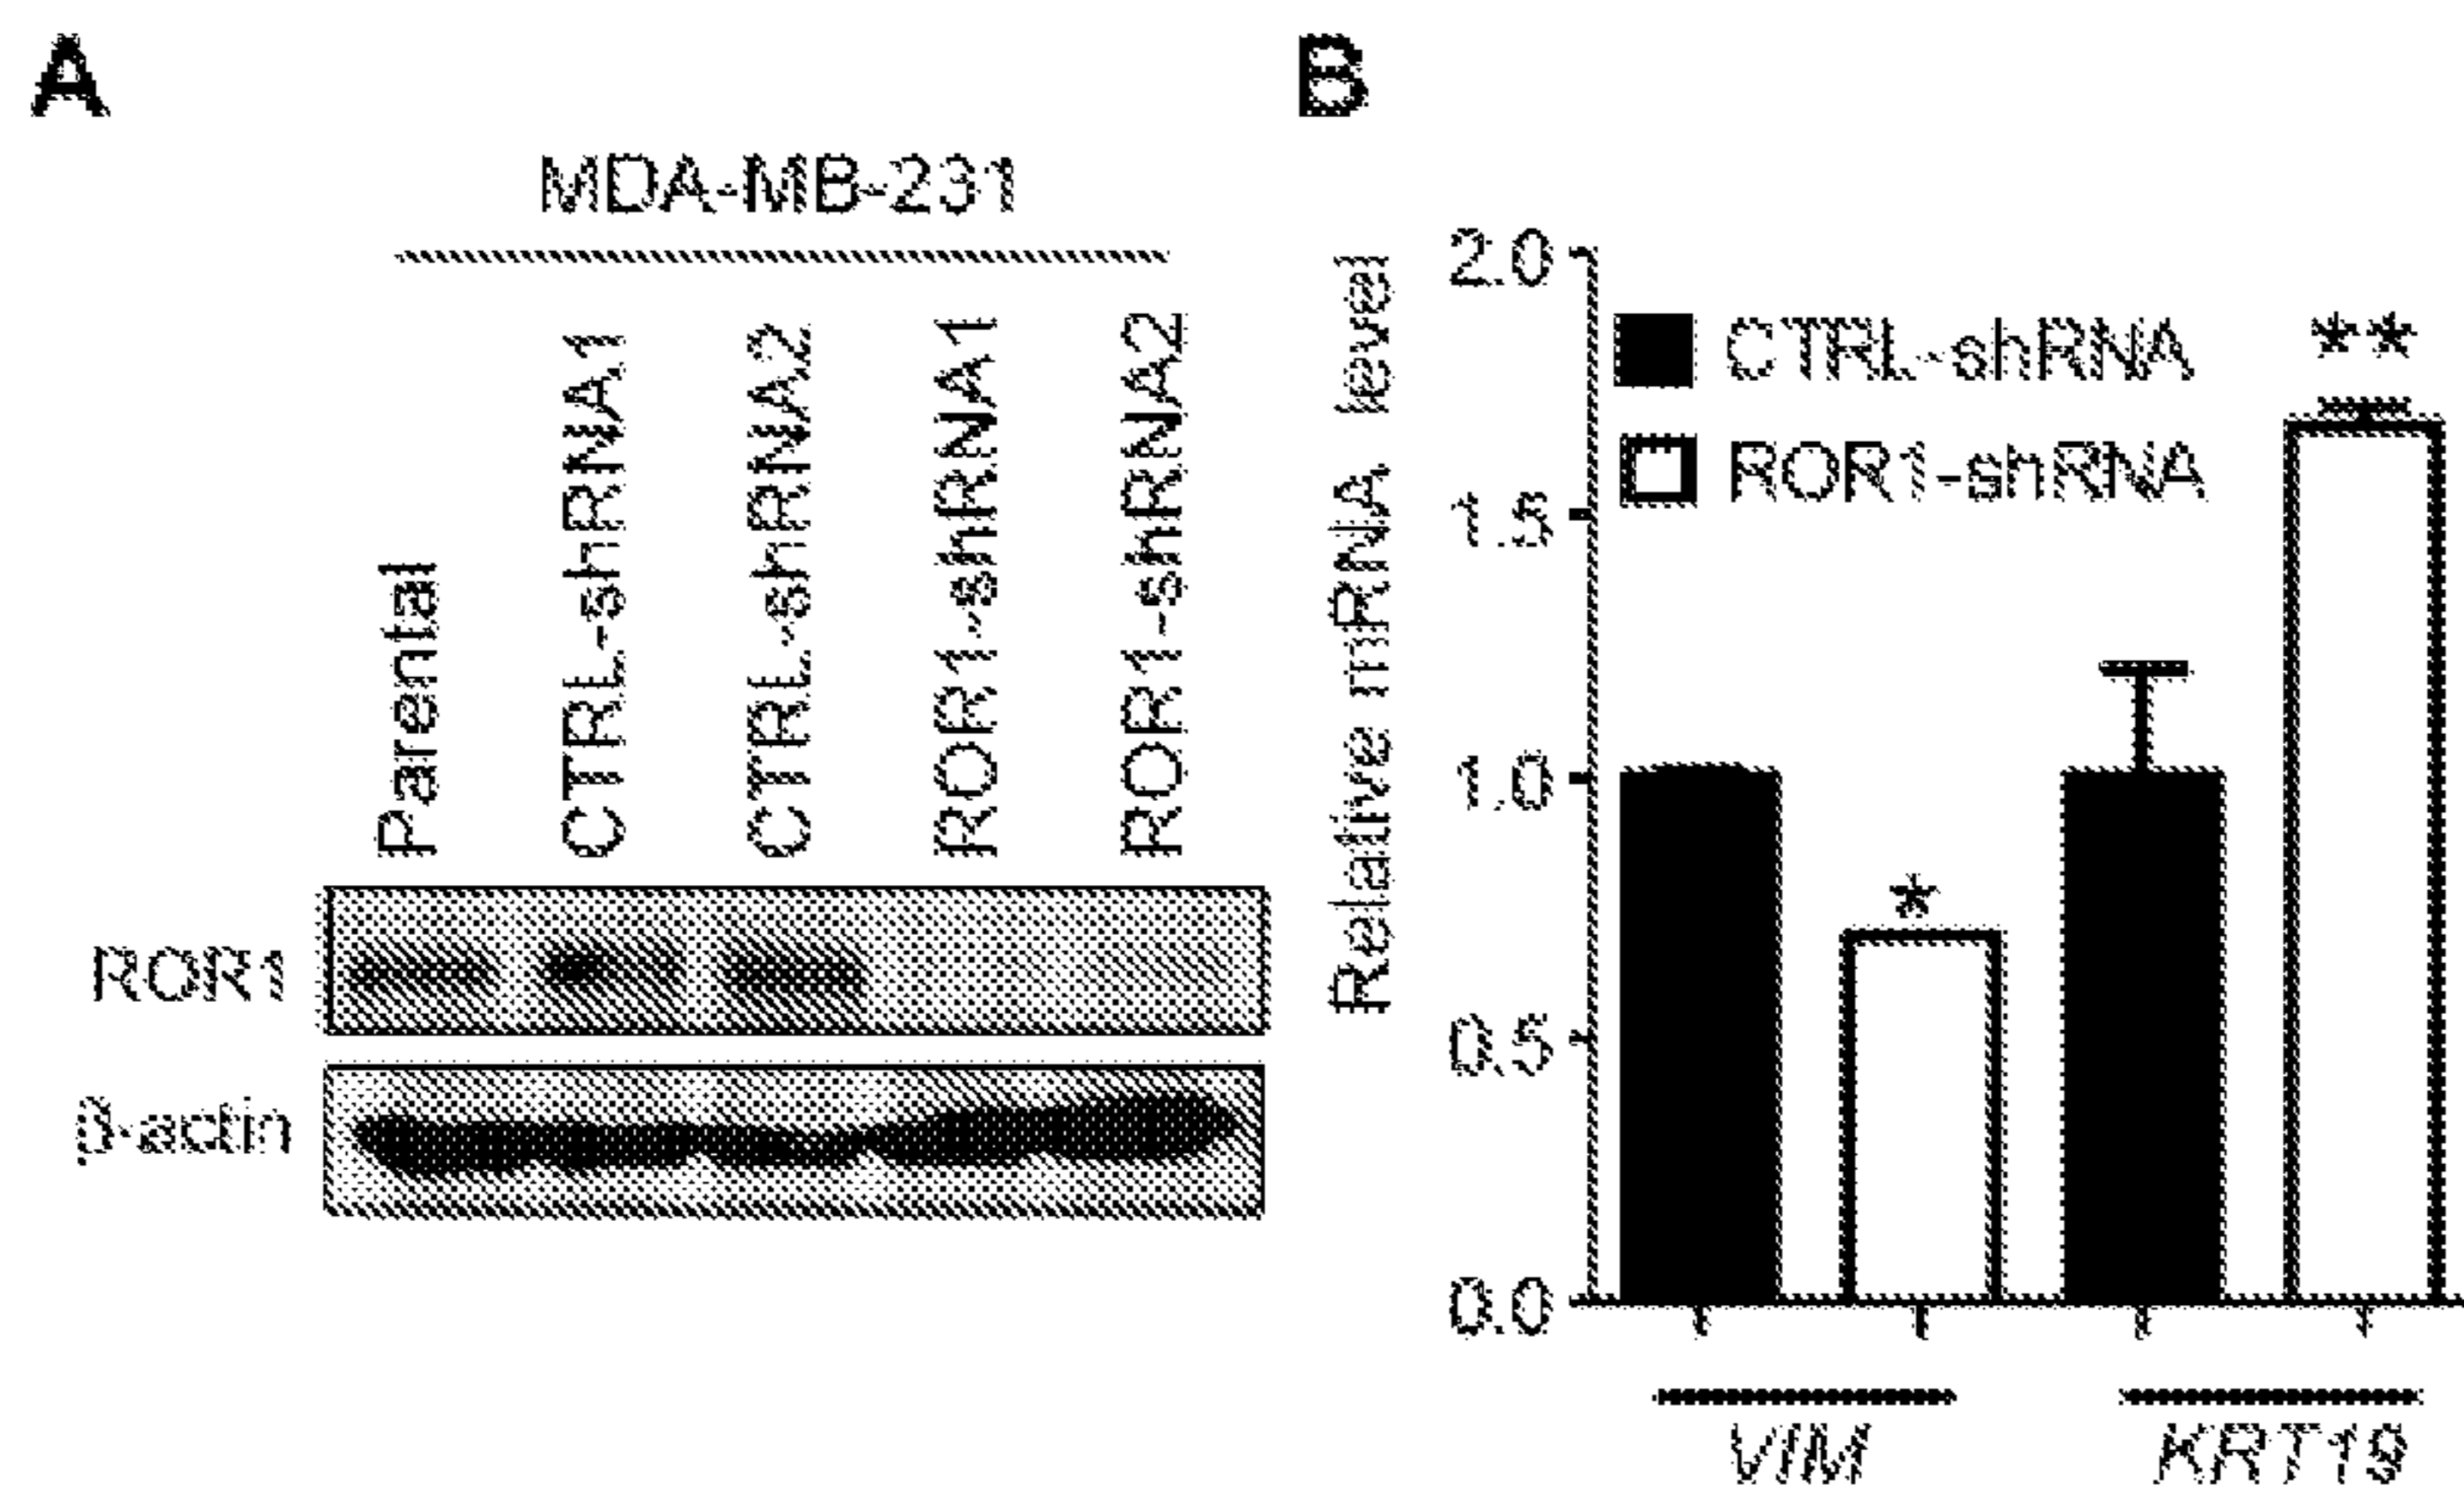 A
MDA-MB-231
Parental
CTRL-shRNA1
CTRL-shRNA2
ROR1-shRNA1
ROR1-shRNA2
ROR1
β-actin
B
Relative mRNA level
2.0
1.5
1.0
0.5
0.0
CTRL-shRNA
ROR1-shRNA
*
**
VIM
KRT19